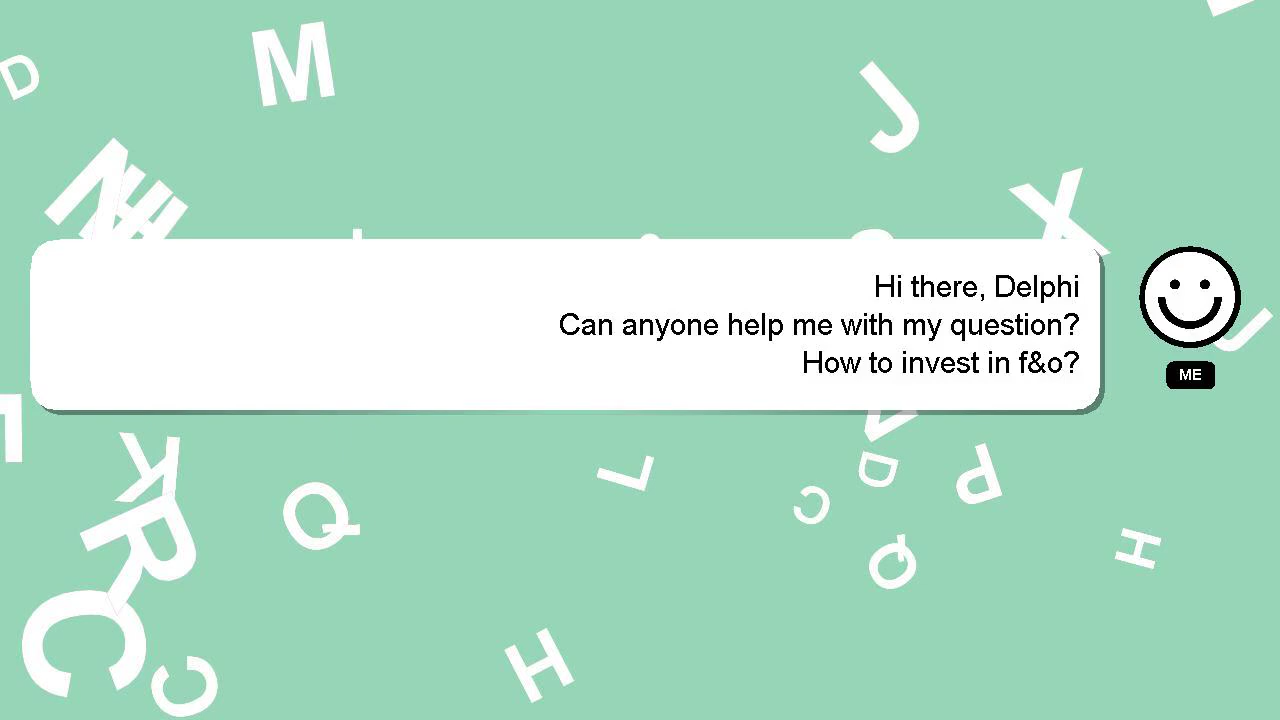 Hi there, Delphi
Can anyone help me with my question?
How to invest in f&o?
ME